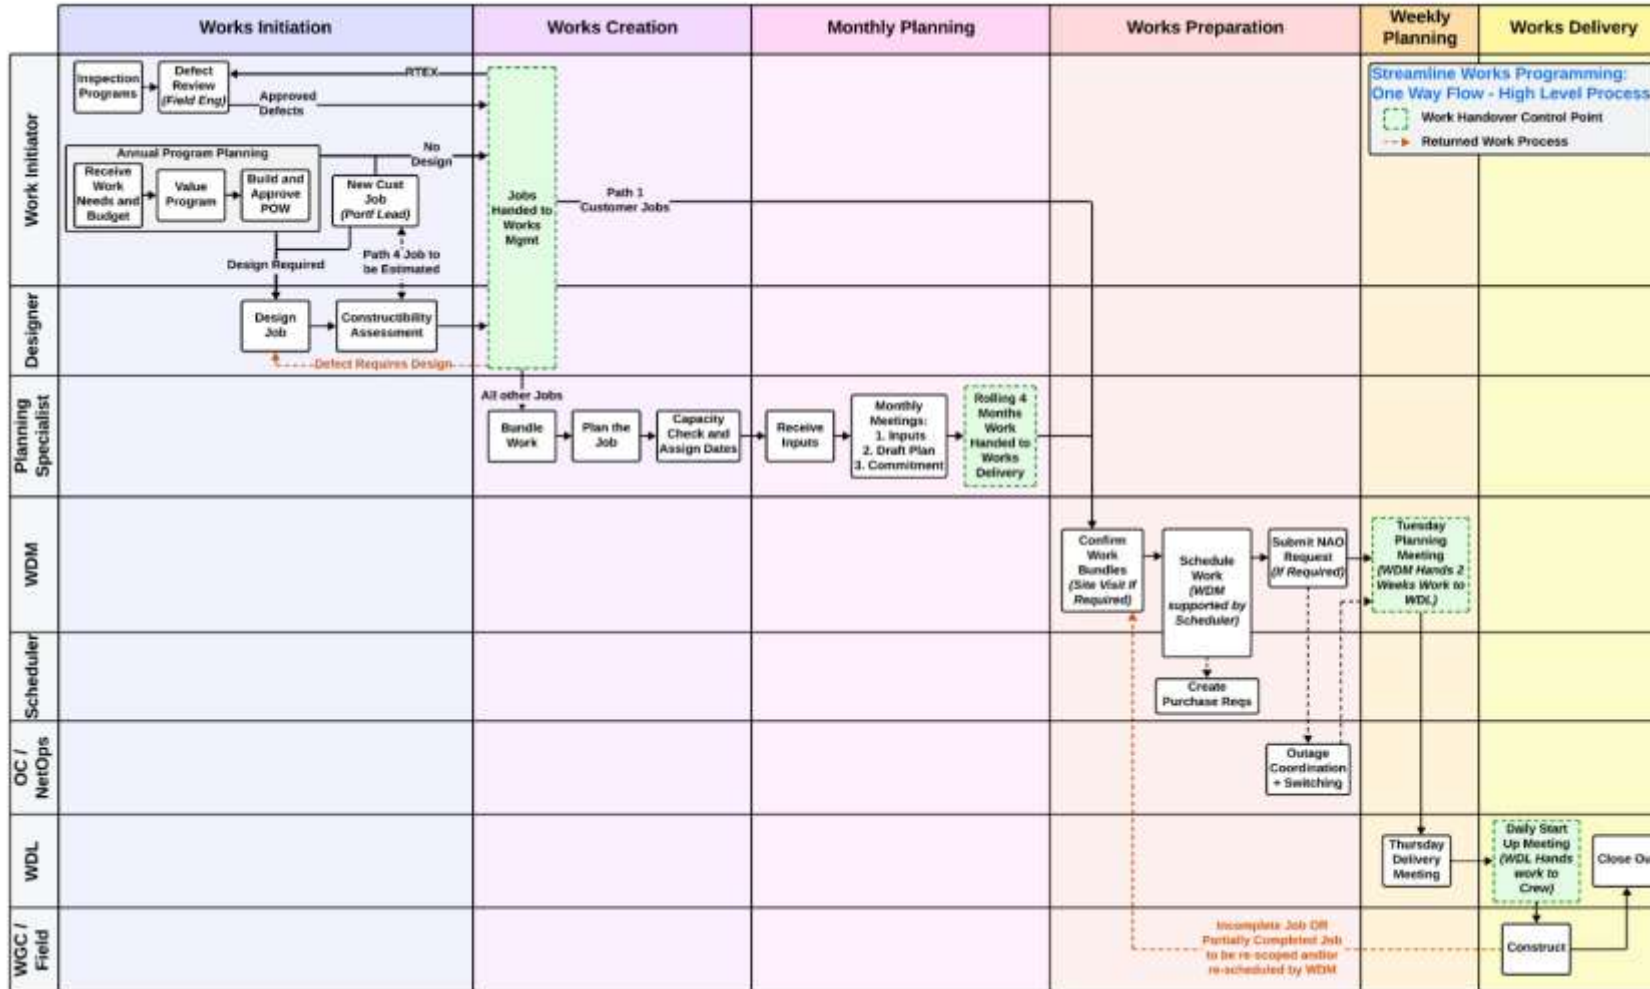 Works Initiation
Works Creation
Monthly Planning
Works Preparation
Weekly
Planning
Works Delivery
Streamline Works Programming:
One Way Flow - High Level Process
Work Handover Control Point
Returned Work Process
Work Initiator
Inspection
Programs
Defect
Review
(Field Eng)
RTEX
Approved
Defects
Annual Program Planning
Receive
Work
Needs and
Budget
Value
Program
Build and
Approve
POW
New Cust
Job
(Portf Lead)
No
Design
Design Required
Path 4 Job to
be Estimated
Jobs
Handed to
Works
Mgmt
Path 1
Customer Jobs
Designer
Design
Job
Constructibility
Assessment
Defect Requires Design
Planning
Specialist
All other Jobs
Bundle
Work
Plan the
Job
Capacity
Check and
Assign Dates
Receive
Inputs
Monthly
Meetings:
1. Inputs
2. Draft Plan
3. Commitment
Rolling 4
Months
Work
Handed to
Works
Delivery
WDM
Confirm
Work
Bundles
(Site Visit If
Required)
Schedule
Work
(WDM
supported by
Scheduler)
Submit NAO
Request
(If Required)
Tuesday
Planning
Meeting
(WDM Hands 2
Weeks Work to
WDL)
Scheduler
Create
Purchase Reqs
OC /
NetOps
Outage
Coordination
+ Switching
WDL
Thursday
Delivery
Meeting
Daily Start
Up Meeting
(WDL Hands
work to
Crew)
Close Ou
WGC /
Field
Incomplete Job OR
Partially Completed Job
to be re-scoped and/or
re-scheduled by WDM
Construct